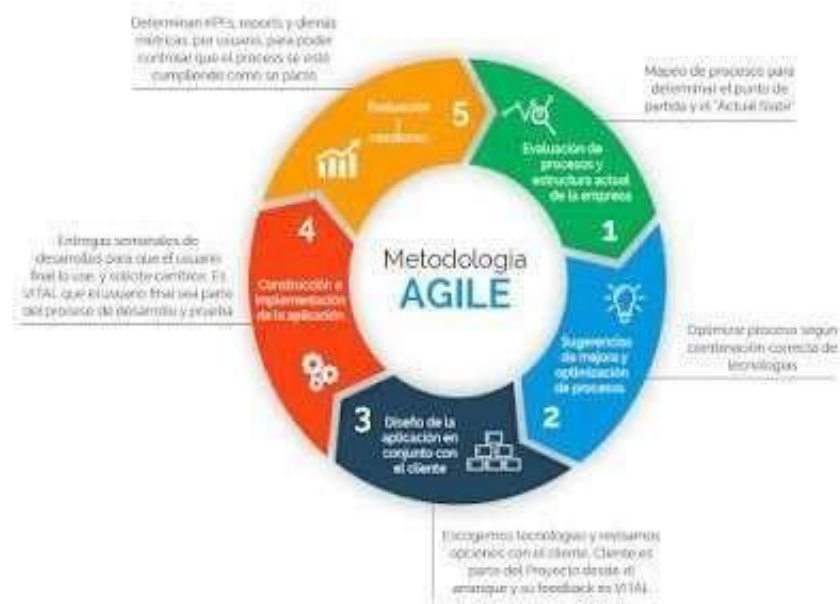 Metodologia
AGILE
1
Evaluación de
procesos y
estructura actual
de la empresa
Mapeo de procesos para
determinar el punto de
partida y el "Actual State"
2
Sugerencias
de mejora y
optimización
de procesos
Optimizar proceso segun
combinación correcta de
tecnologias
3
Diseño de la
aplicación en
conjunto con
el cliente
Escogemos tecnologias y revisamos
opciones con el cliente. Cliente es
parte del Proyecto desde el
arranque y su feedback es VITAL
4
Construcción e
implementación
de la aplicación
Entregas semanales de
desarrollos para que el usuario
final lo use, y solicite cambios. Es
VITAL que el usuario final sea parte
del proceso de desarrollo y prueba
5
Evaluación
y
Determinan KPI's, reports y demás
métricas, por usuario, para poder
controlar que el proceso se está
cumpliendo como se pactó